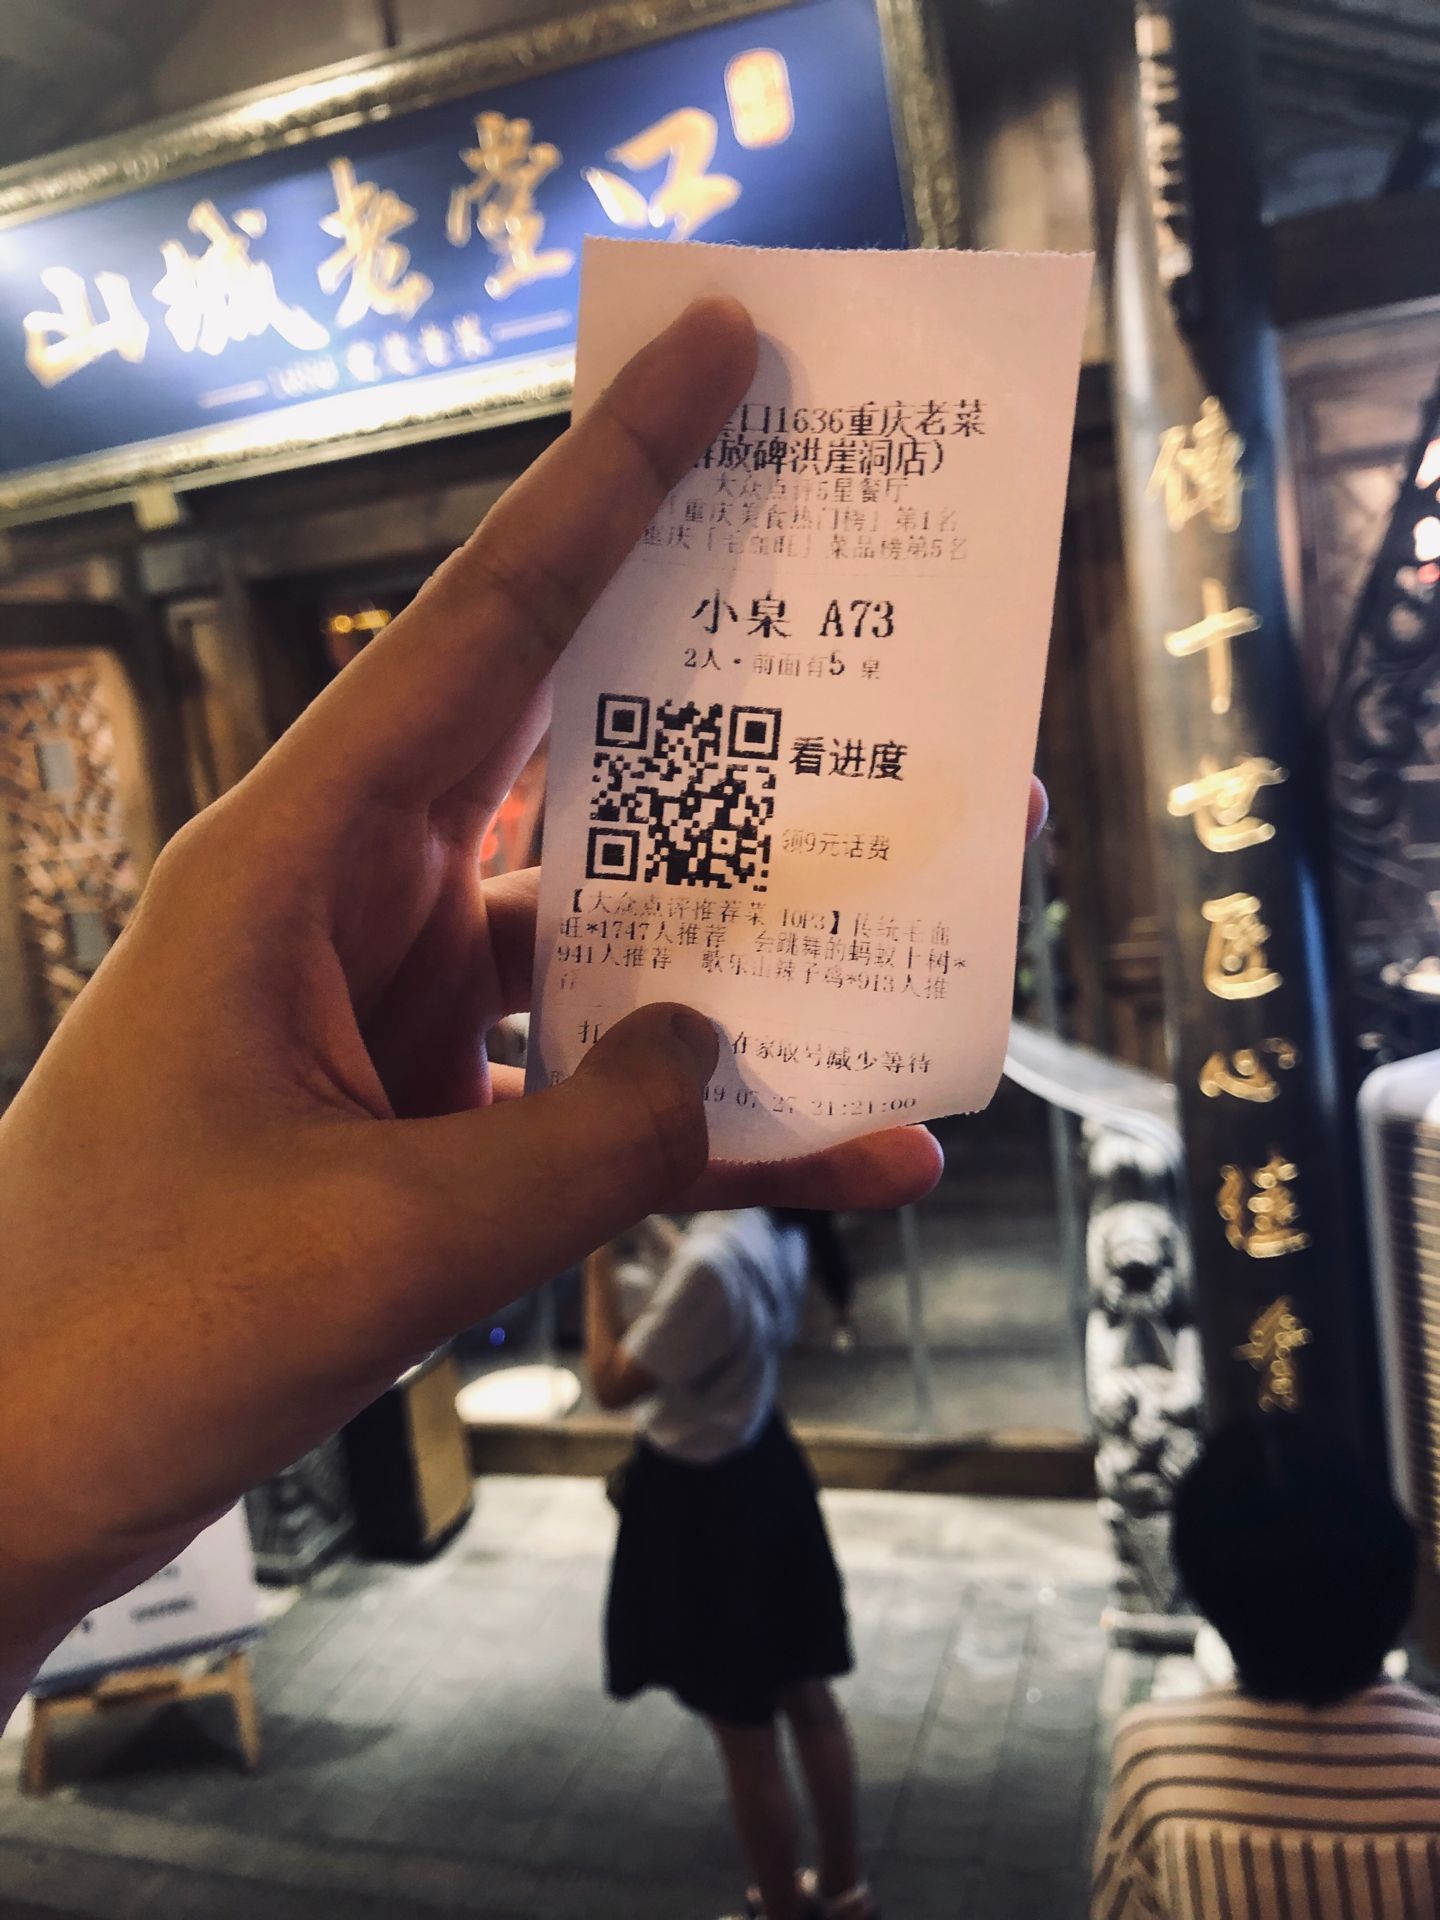 山城老堂口
口1636重庆老菜
放碑洪崖洞店)
大众点评5星餐厅
「重庆美食热门榜」第1名
重庆「毛血旺」菜品榜第5名
小桌 A73
2人·前面有5 桌
看进度
领9元话费
【大众点评推荐菜 TOP3】传统毛血
旺*1747人推荐 会跳舞的蚂蚁上树*
941人推荐 歌乐山辣子鸡*913人推
荐
打
在家取号减少等待
19-07-27 21:21:00
傳十世匠心